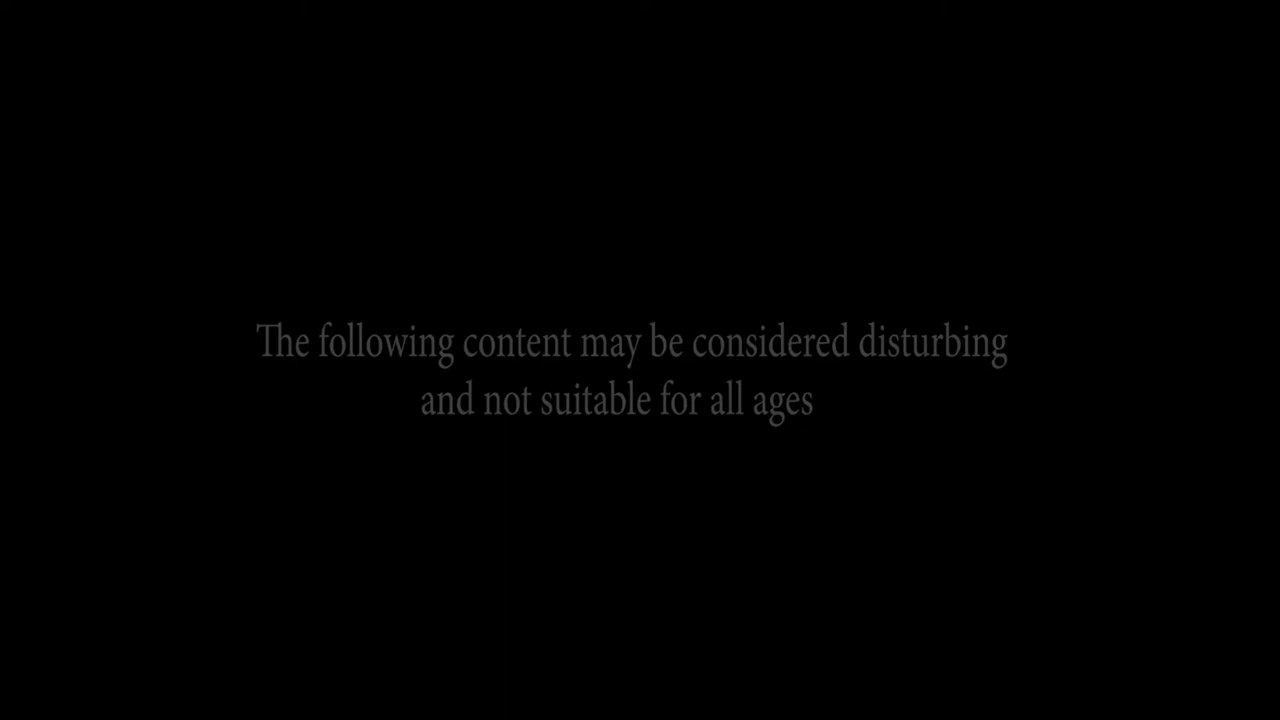 The following content may be considered disturbing
and not suitable for all ages